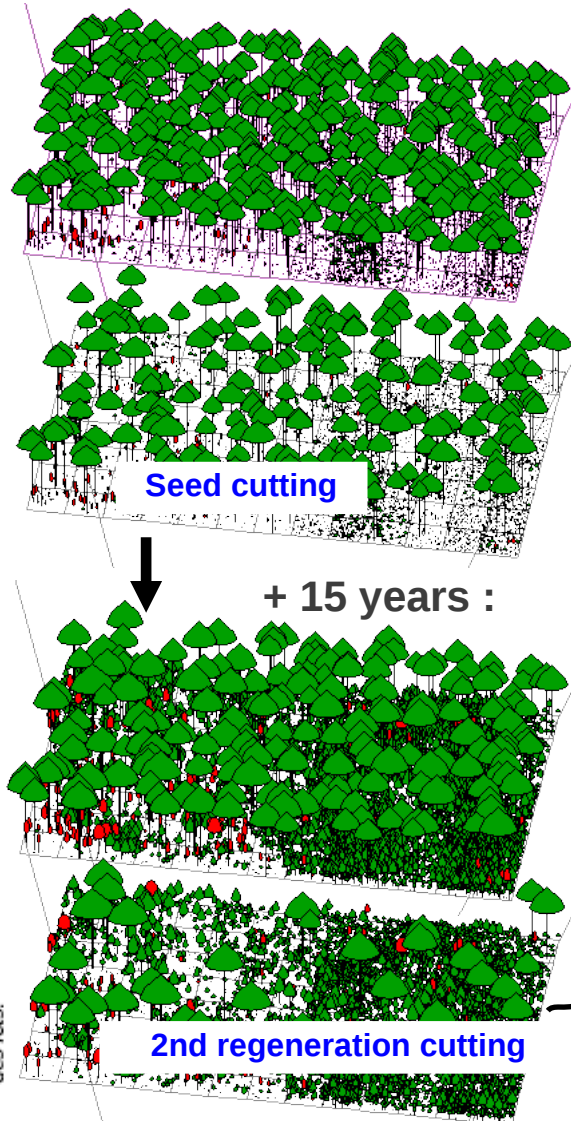 Seed cutting
+ 15 years :
2nd regeneration cutting